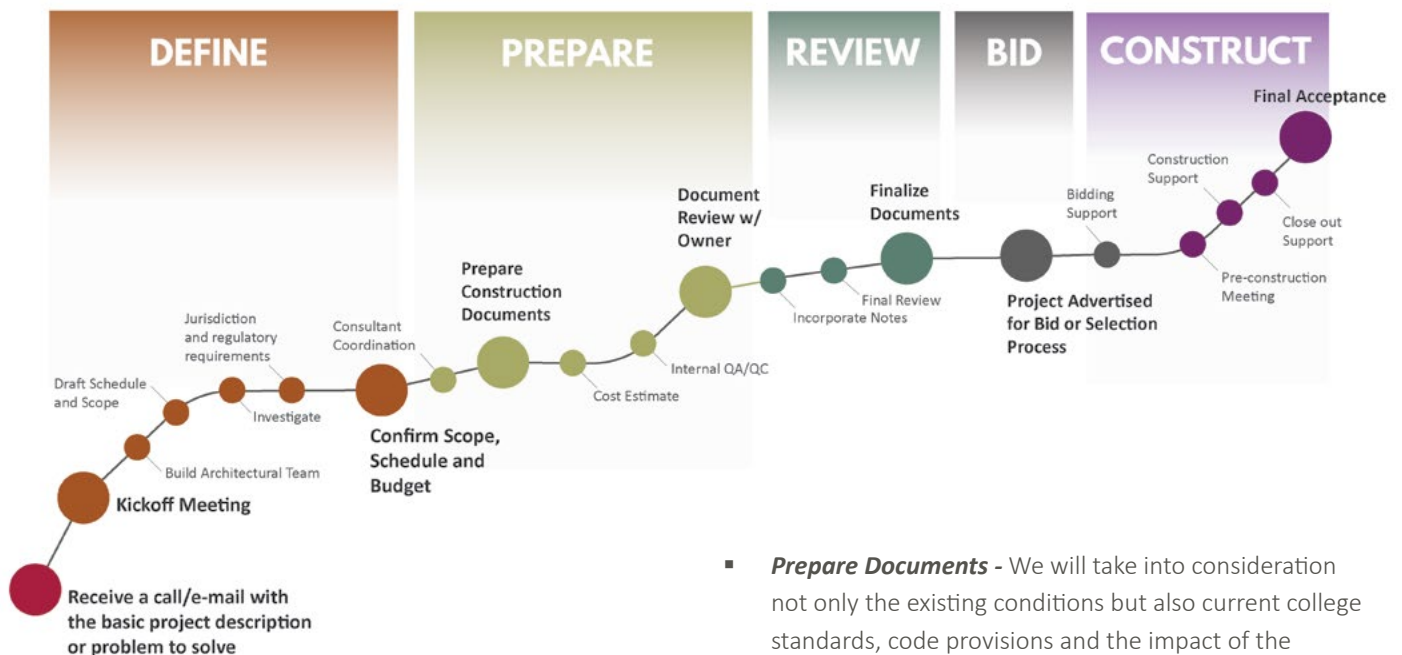 DEFINE
PREPARE
REVIEW
BID
CONSTRUCT
Receive a call/e-mail with
the basic project description
or problem to solve
Kickoff Meeting
Build Architectural Team
Draft Schedule
and Scope
Investigate
Jurisdiction
and regulatory
requirements
Confirm Scope,
Schedule and
Budget
Consultant
Coordination
Prepare
Construction
Documents
Cost Estimate
Internal QA/QC
Document
Review w/
Owner
Incorporate Notes
Final Review
Finalize
Documents
Project Advertised
for Bid or Selection
Process
Bidding
Support
Pre-construction
Meeting
Construction
Support
Close out
Support
Final Acceptance
▪ Prepare Documents - We will take into consideration
not only the existing conditions but also current college
standards, code provisions and the impact of the